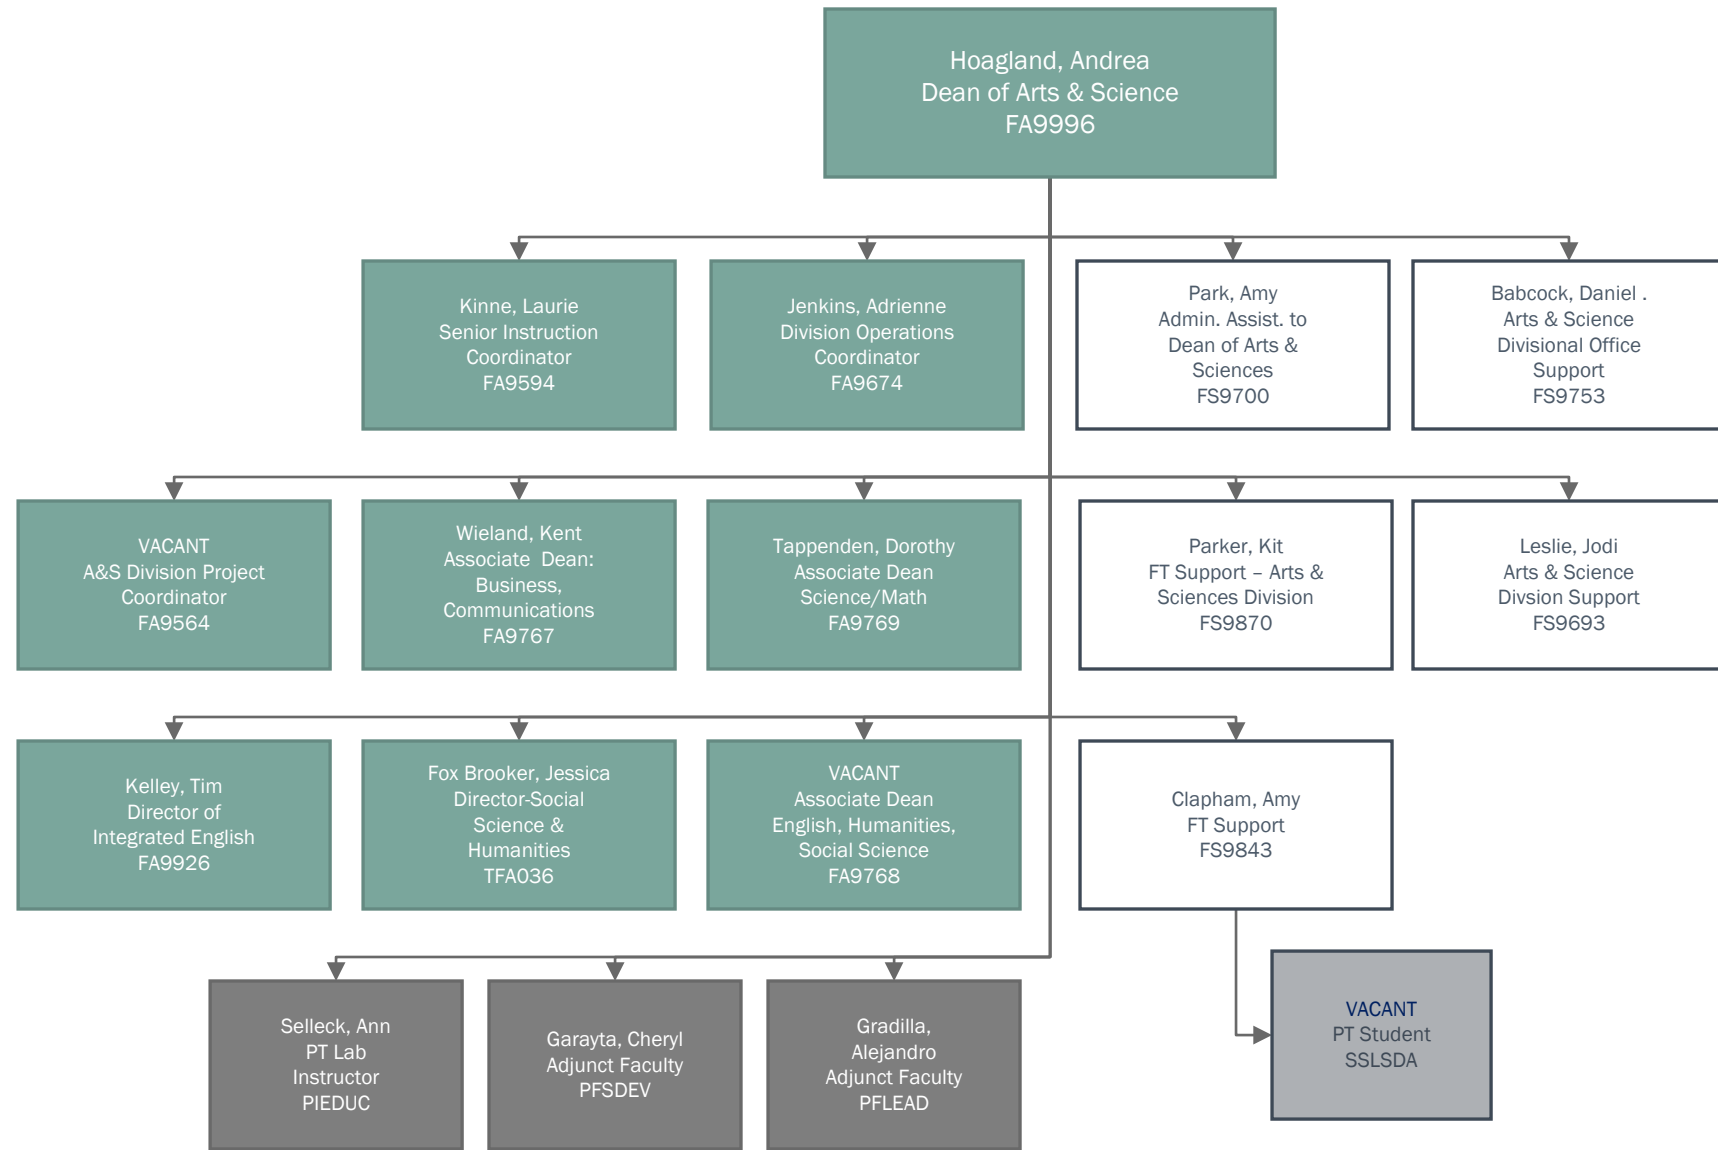 Hoagland, Andrea
Dean of Arts & Science
FA9996
Kinne, Laurie
Senior Instruction
Coordinator
FA9594
Jenkins, Adrienne
Division Operations
Coordinator
FA9674
Park, Amy
Admin. Assist. to
Dean of Arts &
Sciences
FS9700
Babcock, Daniel .
Arts & Science
Divisional Office
Support
FS9753
VACANT
A&S Division Project
Coordinator
FA9564
Wieland, Kent
Associate  Dean:
Business,
Communications
FA9767
Tappenden, Dorothy
Associate Dean
Science/Math
FA9769
Parker, Kit
FT Support – Arts &
Sciences Division
FS9870
Leslie, Jodi
Arts & Science
Divsion Support
FS9693
Kelley, Tim
Director of
Integrated English
FA9926
Fox Brooker, Jessica
Director-Social
Science &
Humanities
TFA036
VACANT
Associate Dean
English, Humanities,
Social Science
FA9768
Clapham, Amy
FT Support
FS9843
Selleck, Ann
PT Lab
Instructor
PIEDUC
Garayta, Cheryl
Adjunct Faculty
PFSDEV
Gradilla,
Alejandro
Adjunct Faculty
PFLEAD
VACANT
PT Student
SSLSDA